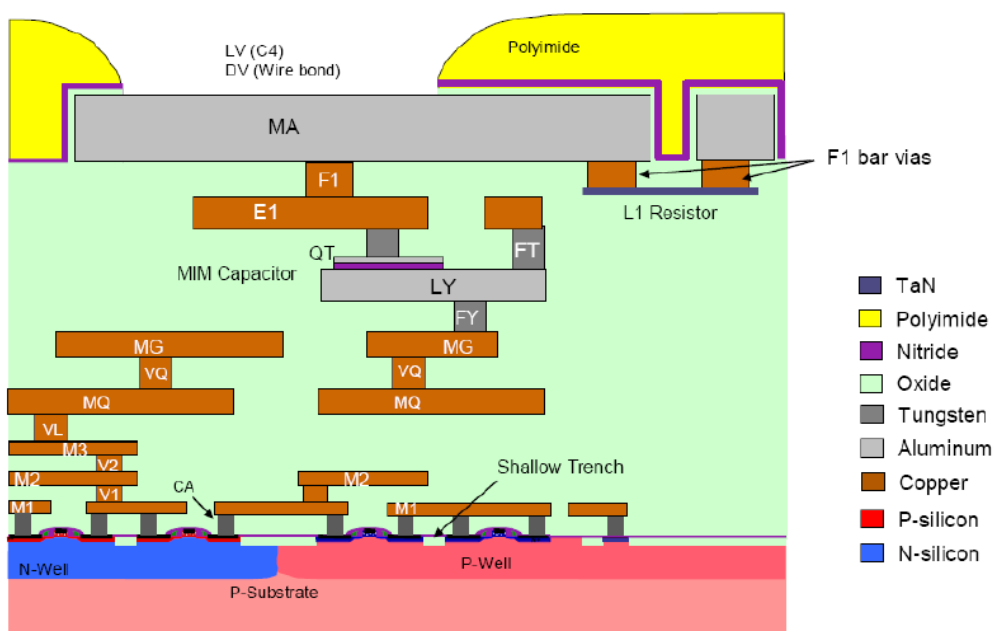 LV (C4)
DV (Wire bond)
Polyimide
MA
F1 bar vias
F1
E1
L1 Resistor
QT
FT
MIM Capacitor
LY
FY
MG
MG
VQ
VQ
MQ
MQ
VL
M3
V2
M2
M2
Shallow Trench
V1
CA
M1
M1
N-Well
P-Well
P-Substrate
TaN
Polyimide
Nitride
Oxide
Tungsten
Aluminum
Copper
P-silicon
N-silicon